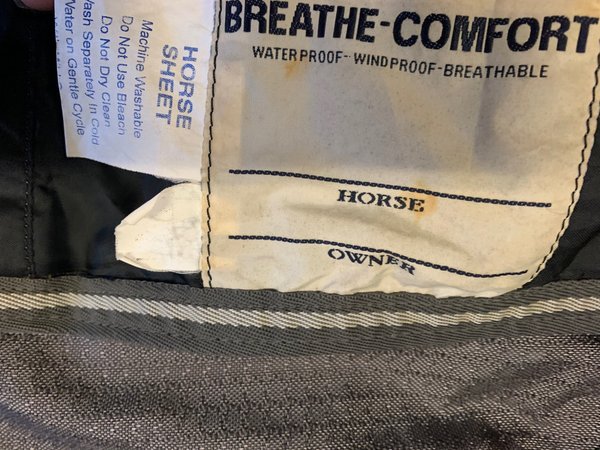 BREATHE-COMFORT
WATERPROOF-WINDPROOF-BREATHABLE
HORSE
OWNER
HORSE
SHEET
Machine Washable
Do Not Use Bleach
Do Not Dry Clean
Wash Separately In Cold
Water on Gentle Cycle